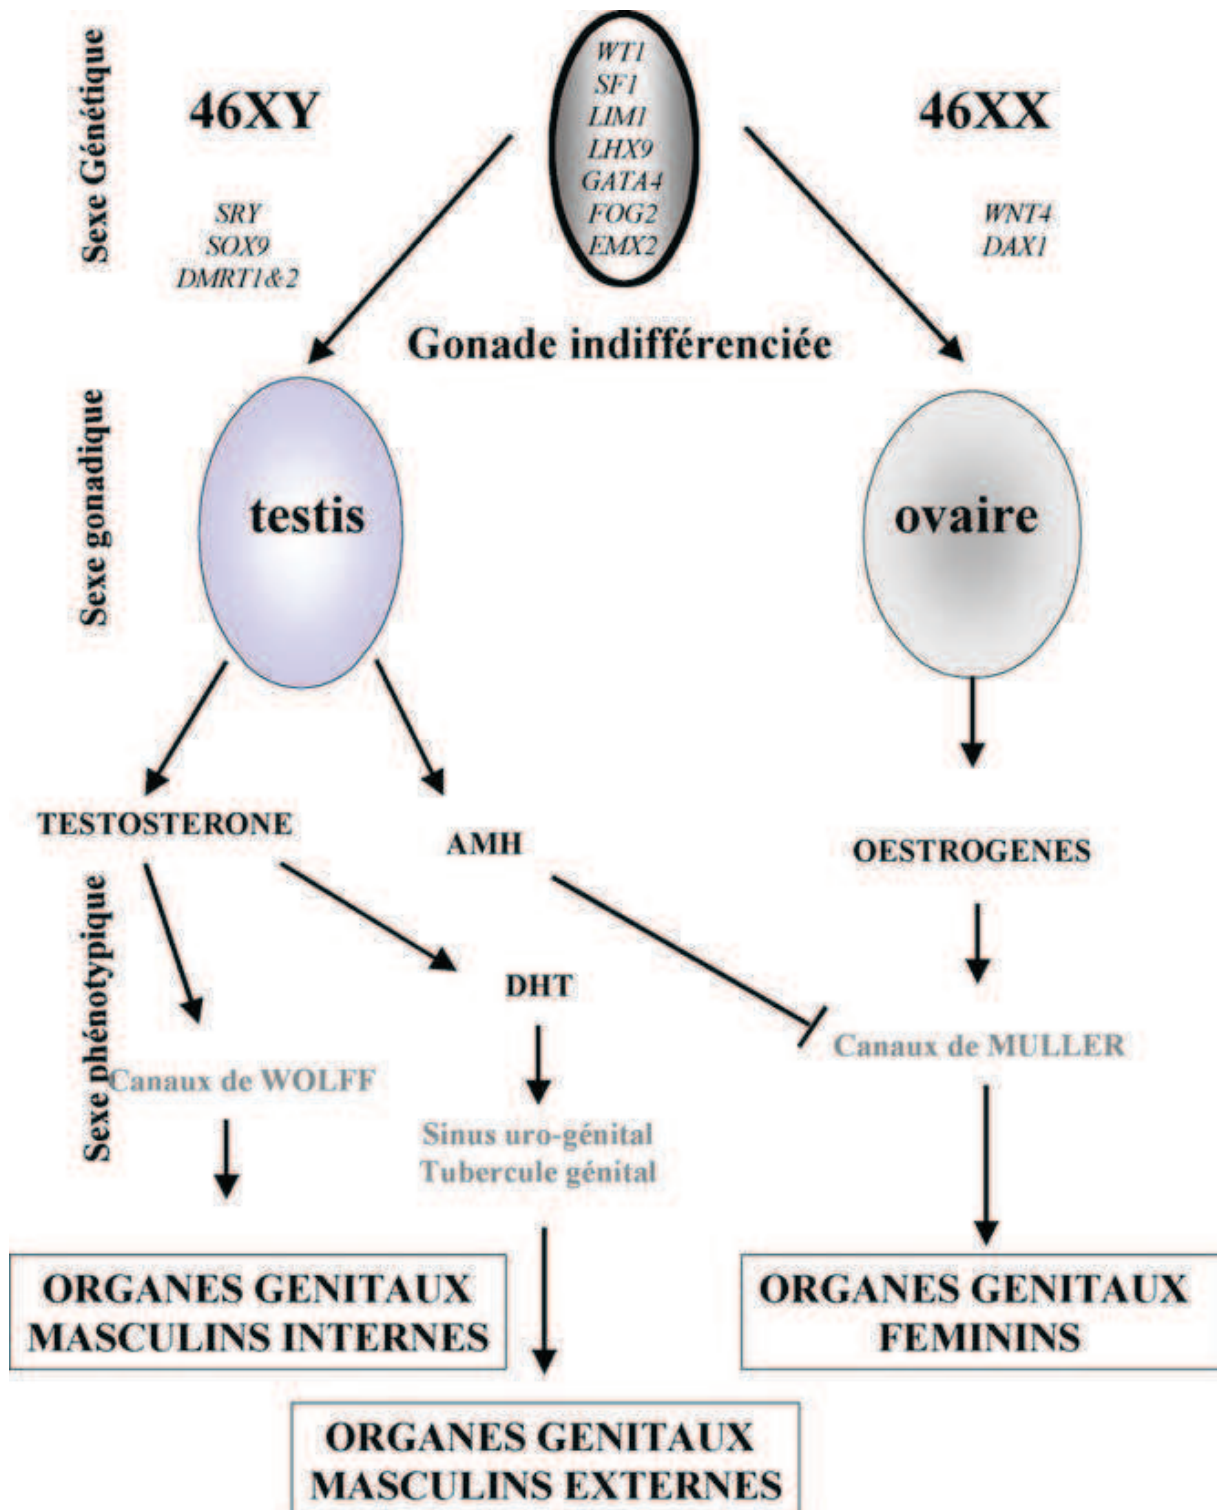 Sexe Génétique
46XY
SRY
SOX9
DMRT1&2
WT1
SF1
LIM1
LHX9
GATA4
FOG2
EMX2
46XX
WNT4
DAX1
Gonade indifférenciée
Sexe gonadique
testis
ovaire
Sexe phénotypique
TESTOSTERONE
AMH
OESTROGENES
DHT
Canaux de WOLFF
Canaux de MULLER
Sinus uro-génital
Tubercule génital
ORGANES GENITAUX
MASCULINS INTERNES
ORGANES GENITAUX
FEMININS
ORGANES GENITAUX
MASCULINS EXTERNES